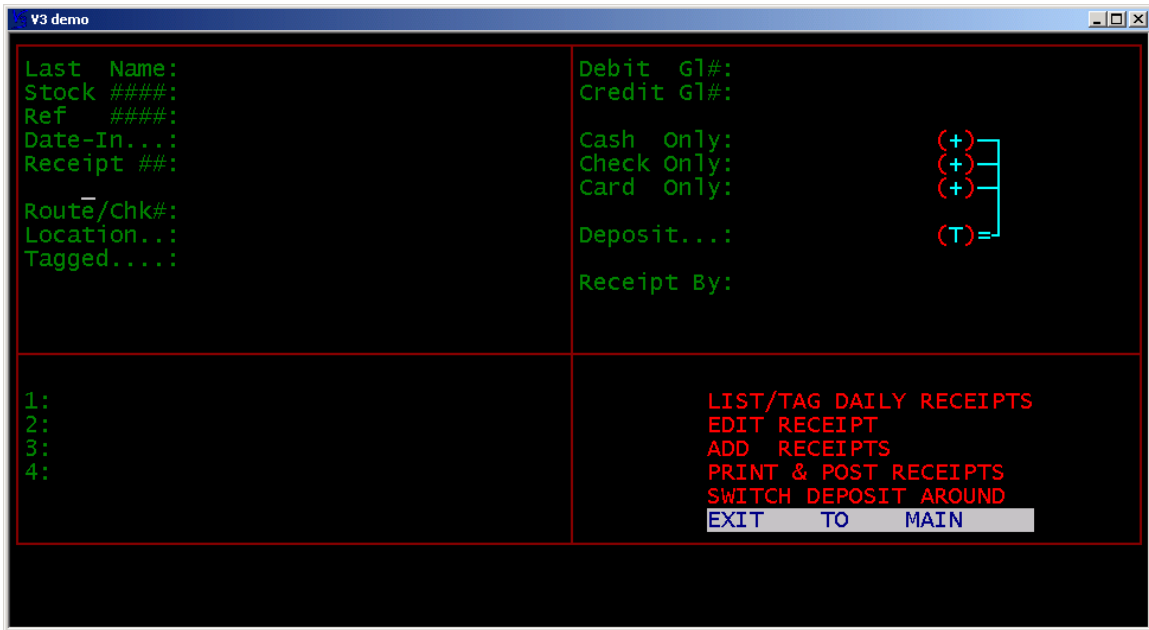 V3 demo
Last  Name:
Stock ####:
Ref   ####:
Date-In...:
Receipt ##:
Route/Chk#:
Location..:
Tagged....:
Debit  Gl#:
Credit Gl#:
Cash  Only: (+)
Check Only: (+)
Card  Only: (+)
Deposit...: (T)=
Receipt By:
1:
2:
3:
4:
LIST/TAG DAILY RECEIPTS
EDIT RECEIPT
ADD  RECEIPTS
PRINT & POST RECEIPTS
SWITCH DEPOSIT AROUND
EXIT    TO    MAIN